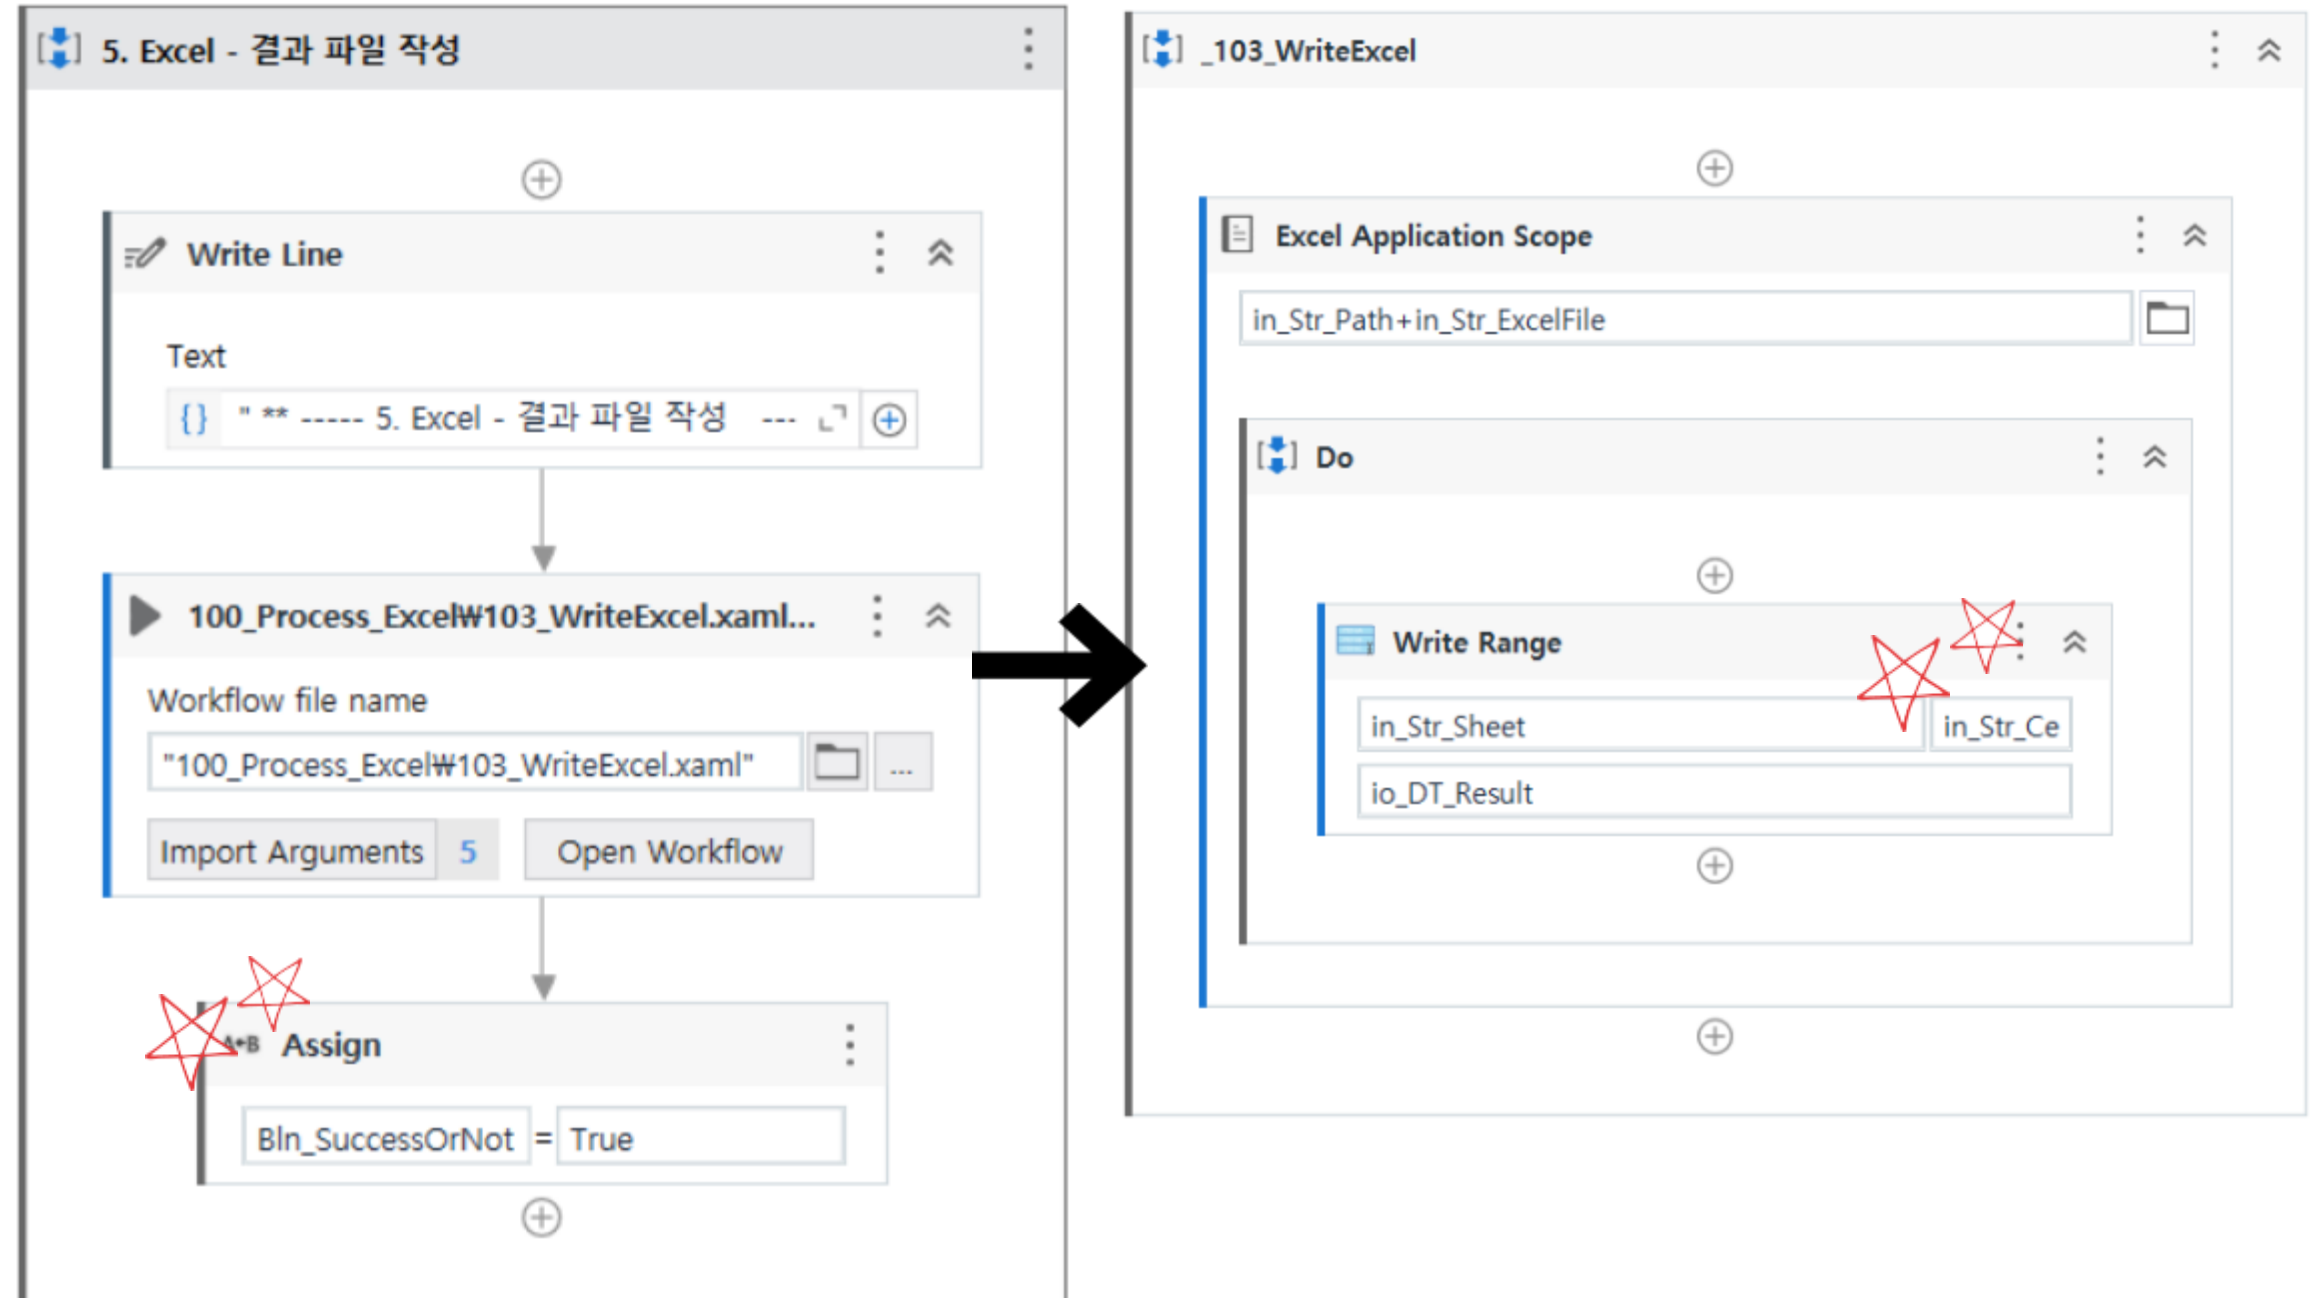 5. Excel - 결과 파일 작성
Write Line
Text
{} " ** ----- 5. Excel - 결과 파일 작성 ---
100_Process_Excel₩103_WriteExcel.xaml...
Workflow file name
"100_Process_Excel₩103_WriteExcel.xaml" ...
Import Arguments 5 Open Workflow
A←B Assign
Bln_SuccessOrNot = True
_103_WriteExcel
Excel Application Scope
in_Str_Path+in_Str_ExcelFile
Do
Write Range
in_Str_Sheet in_Str_Ce
io_DT_Result